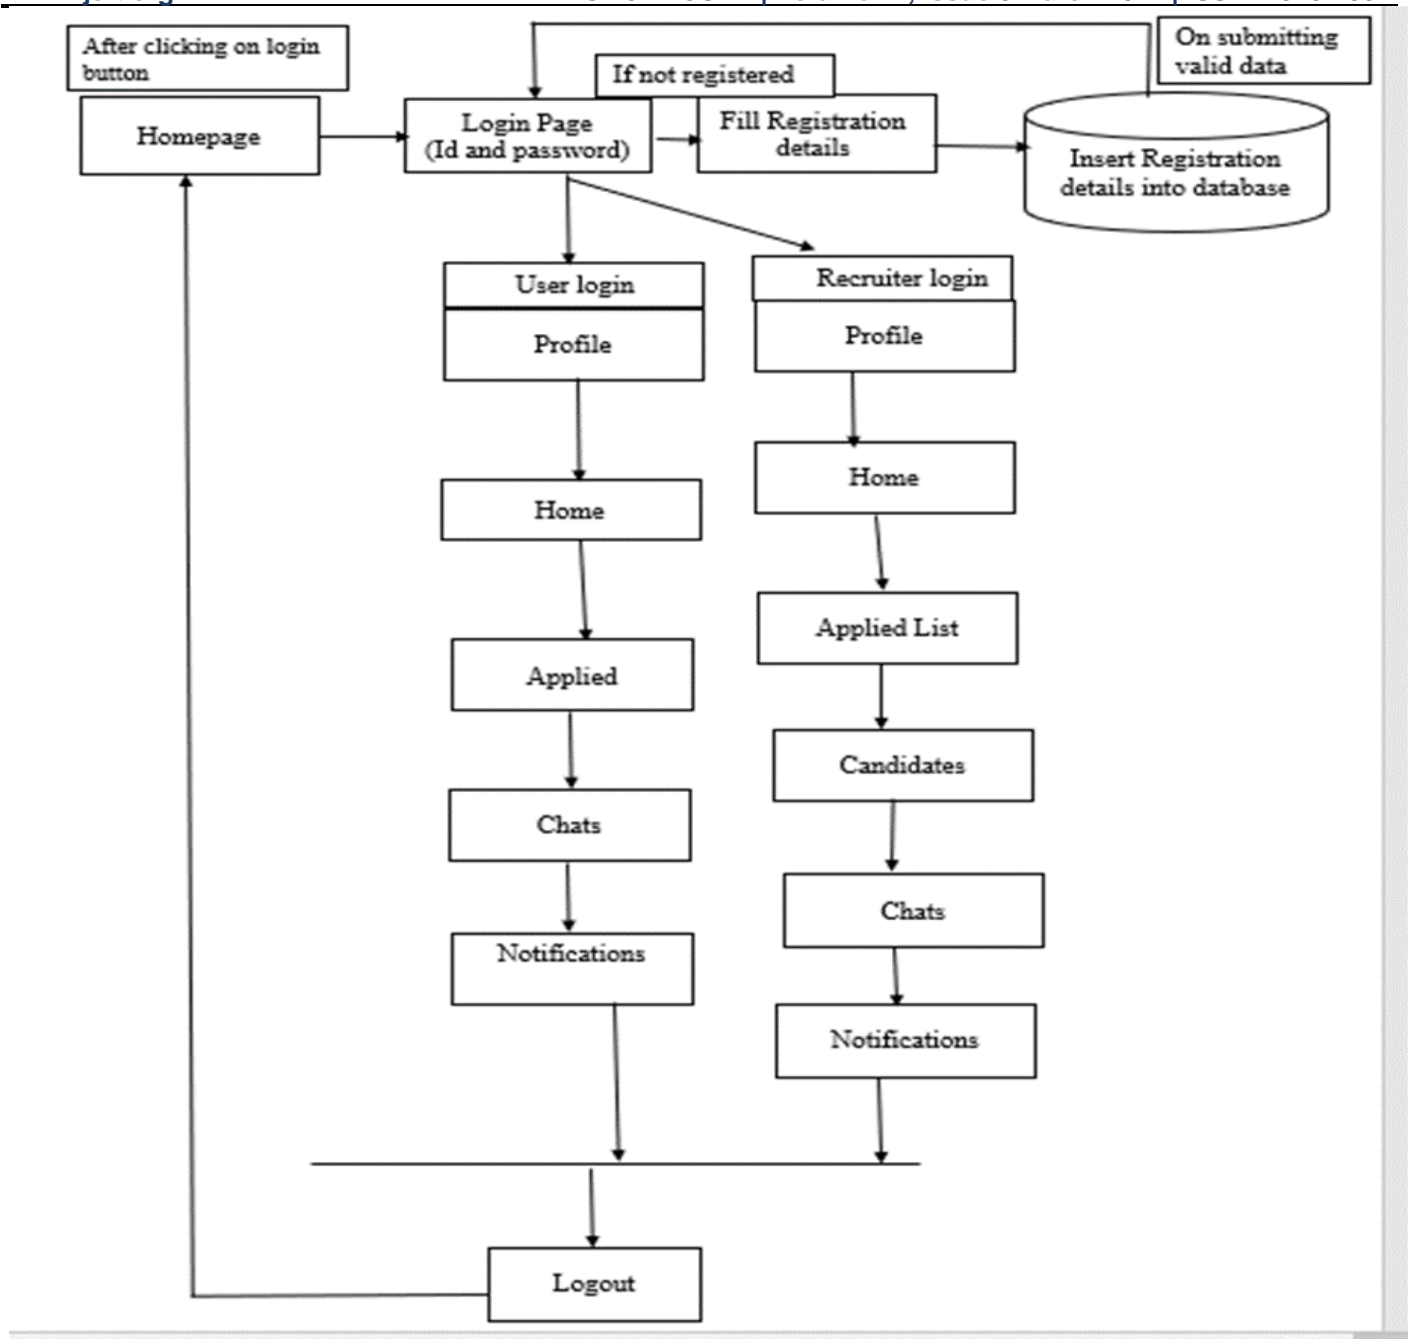 After clicking on login
button
On submitting
valid data
If not registered
Homepage
Login Page
(Id and password)
Fill Registration
details
Insert Registration
details into database
User login
Profile
Recruiter login
Profile
Home
Home
Applied
Applied List
Candidates
Chats
Chats
Notifications
Notifications
Logout